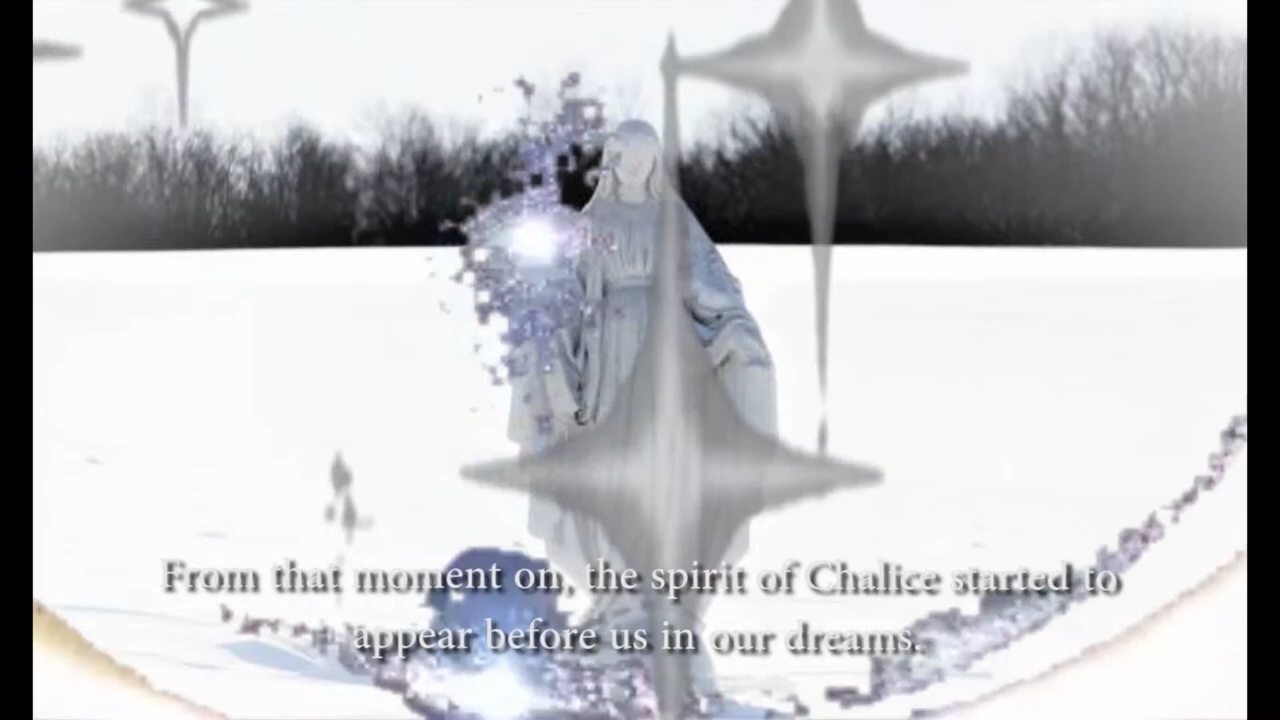 From that moment on, the spirit of Chalice started to
appear before us in our dreams.